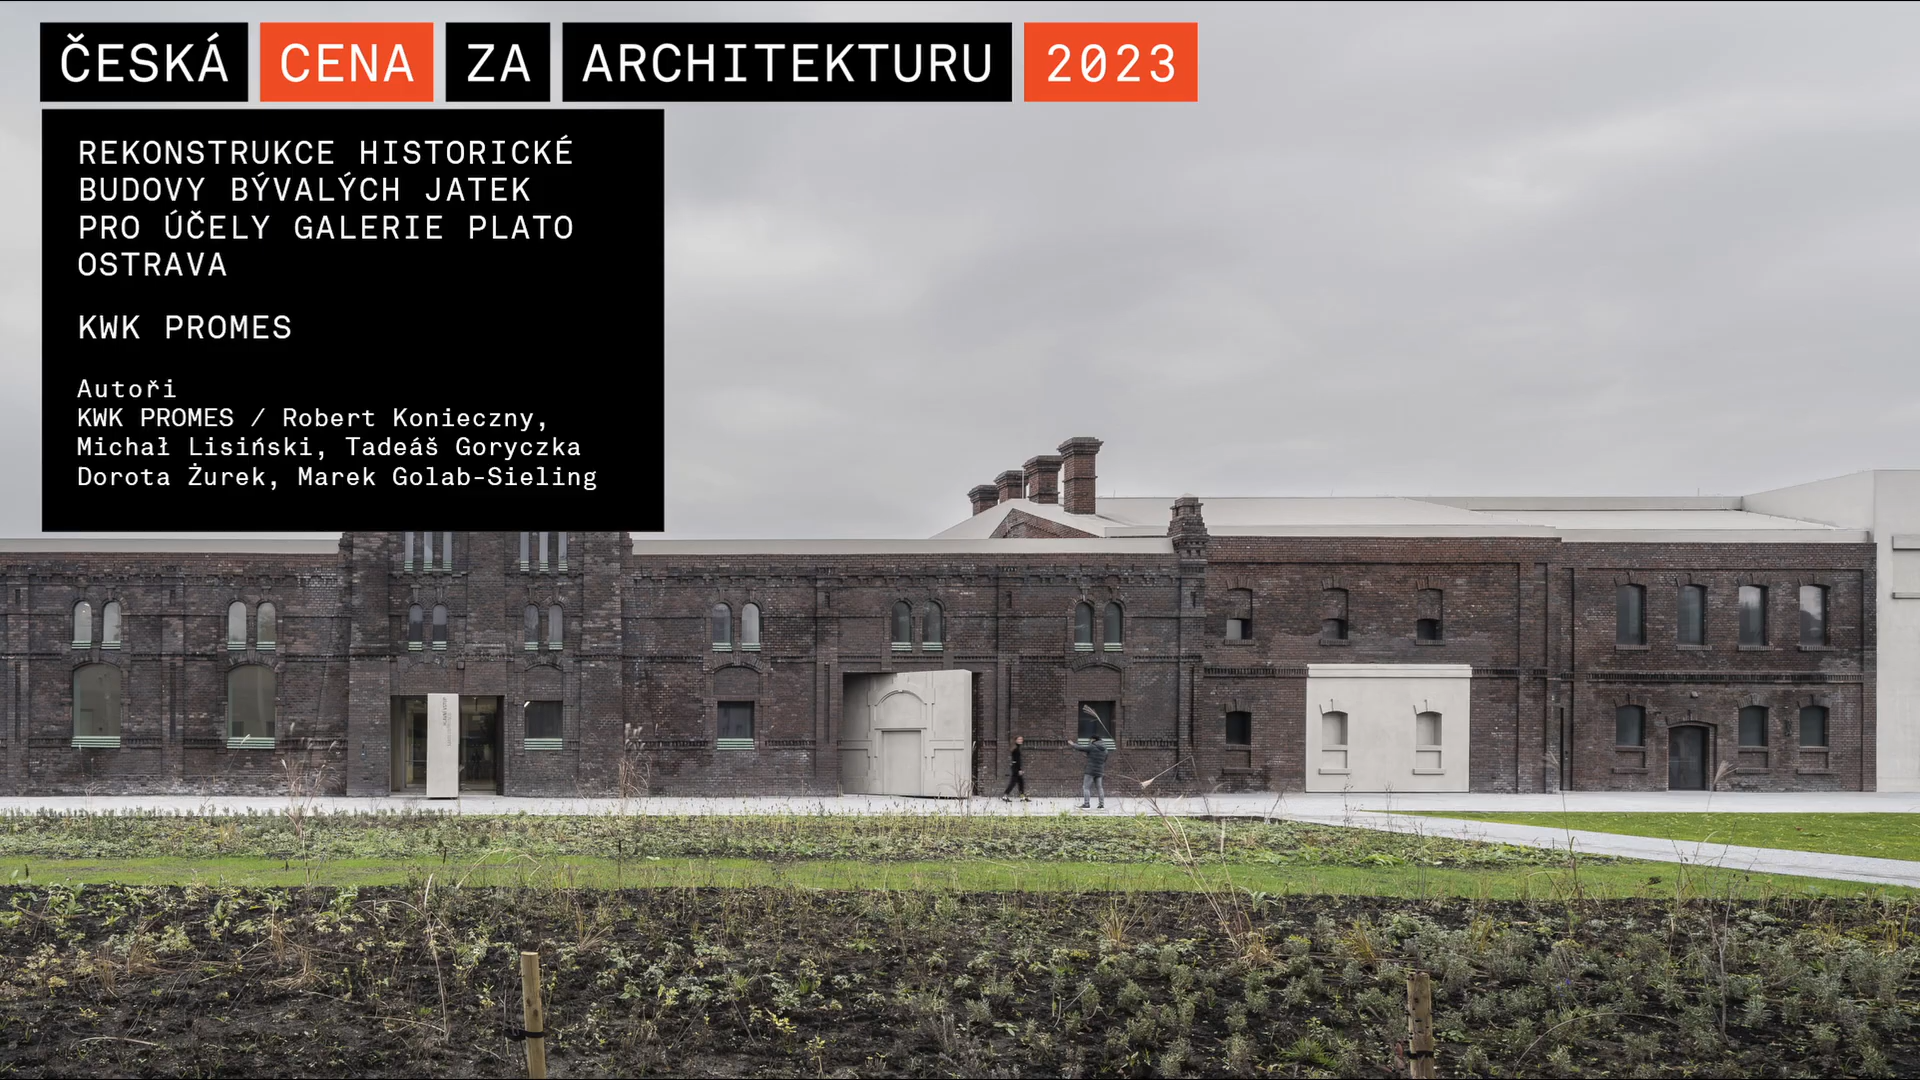 ČESKÁ CENA ZA ARCHITEKTURU 2023
REKONSTRUKCE HISTORICKÉ
BUDOVY BÝVALÝCH JATEK
PRO ÚČELY GALERIE PLATO
OSTRAVA
KWK PROMES
Autoři
KWK PROMES / Robert Konieczny,
Michał Lisiński, Tadeáš Goryczka
Dorota Żurek, Marek Golab-Sieling